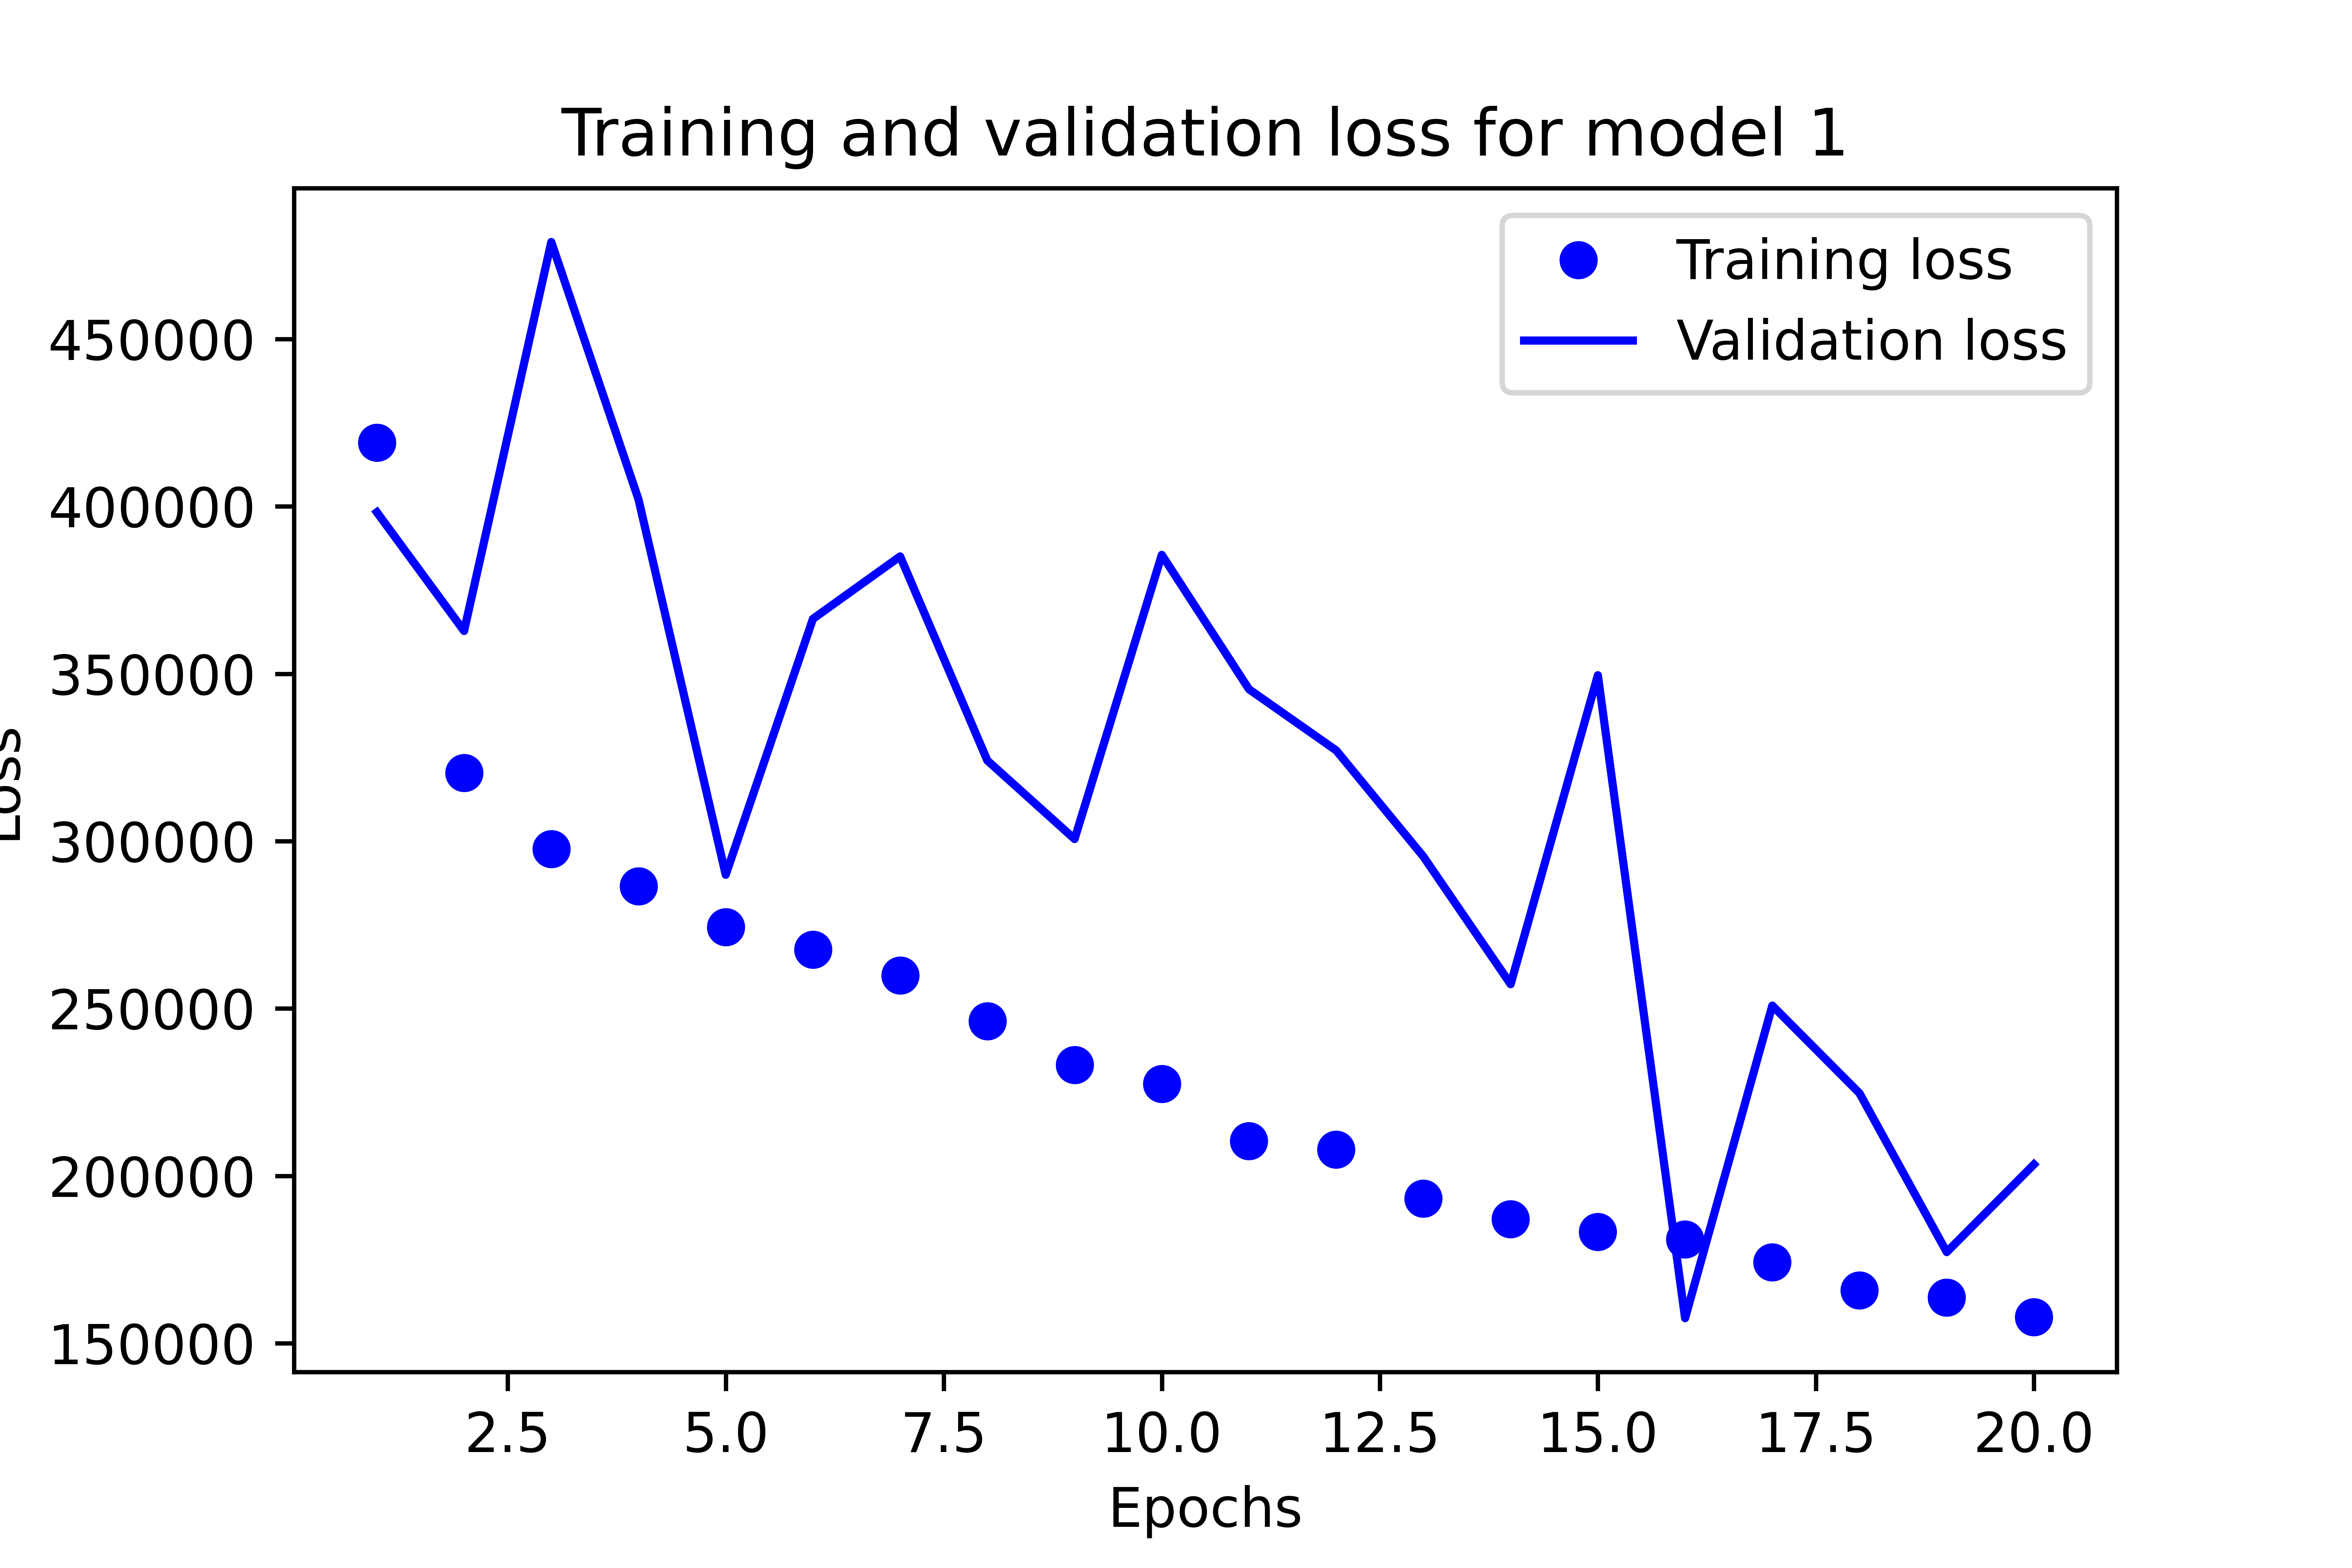 Training and validation loss for model 1
Training loss
Validation loss
450000
400000
350000
300000
250000
200000
150000
Loss
2.5 5.0 7.5 10.0 12.5 15.0 17.5 20.0
Epochs